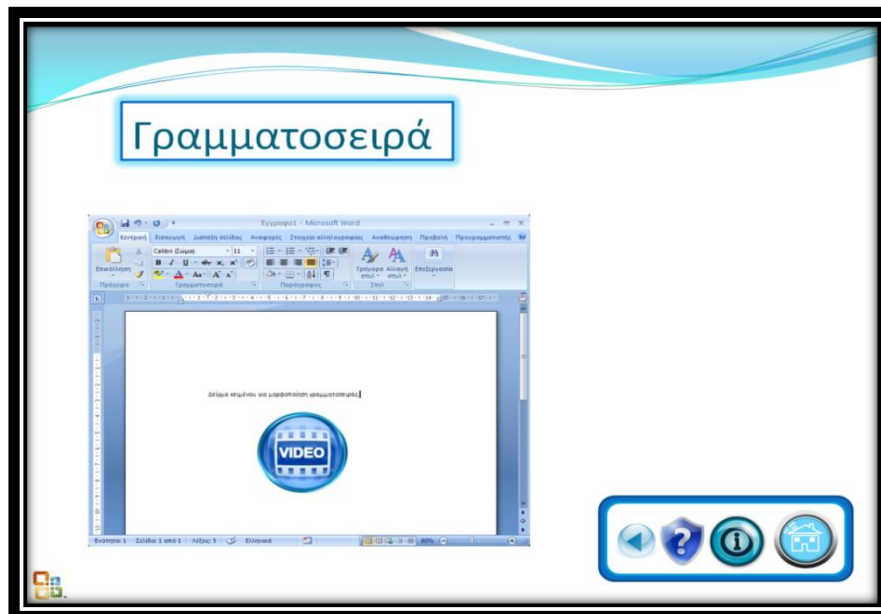 Γραμματοσειρά
Έγγραφο1 - Microsoft Word
Κεντρική Εισαγωγή Διάταξη σελίδας Αναφορές Στοιχεία αλληλογραφίας Αναθεώρηση Προβολή Προγραμματιστής
Calibri (Σώμα) 11
Επικόλληση
Γρήγορα στυλ
Αλλαγή στυλ
Επεξεργασία
Πρόχειρο Γραμματοσειρά Παράγραφος Στυλ
Δείγμα κειμένου για μορφοποίηση γραμματοσειράς
VIDEO
Ενότητα: 1 Σελίδα: 1 από 1 Λέξεις: 5 Ελληνικά 80%